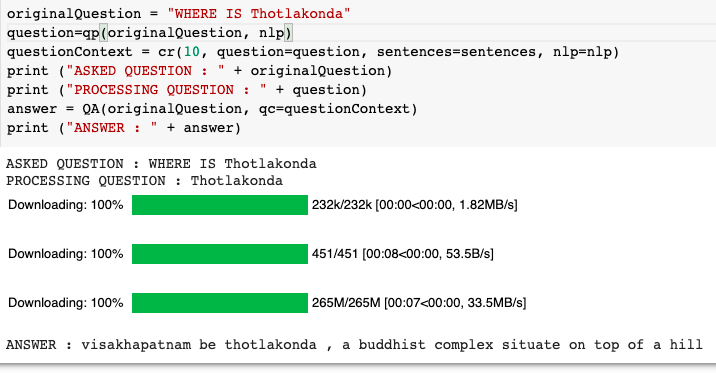 originalQuestion = "WHERE IS Thotlakonda"
question=qp(originalQuestion, nlp)
questionContext = cr(10, question=question, sentences=sentences, nlp=nlp)
print ("ASKED QUESTION : " + originalQuestion)
print ("PROCESSING QUESTION : " + question)
answer = QA(originalQuestion, qc=questionContext)
print ("ANSWER : " + answer)
ASKED QUESTION : WHERE IS Thotlakonda
PROCESSING QUESTION : Thotlakonda
Downloading: 100% 232k/232k [00:00<00:00, 1.82MB/s]
Downloading: 100% 451/451 [00:08<00:00, 53.5B/s]
Downloading: 100% 265M/265M [00:07<00:00, 33.5MB/s]
ANSWER : visakhapatnam be thotlakonda , a buddhist complex situate on top of a hill